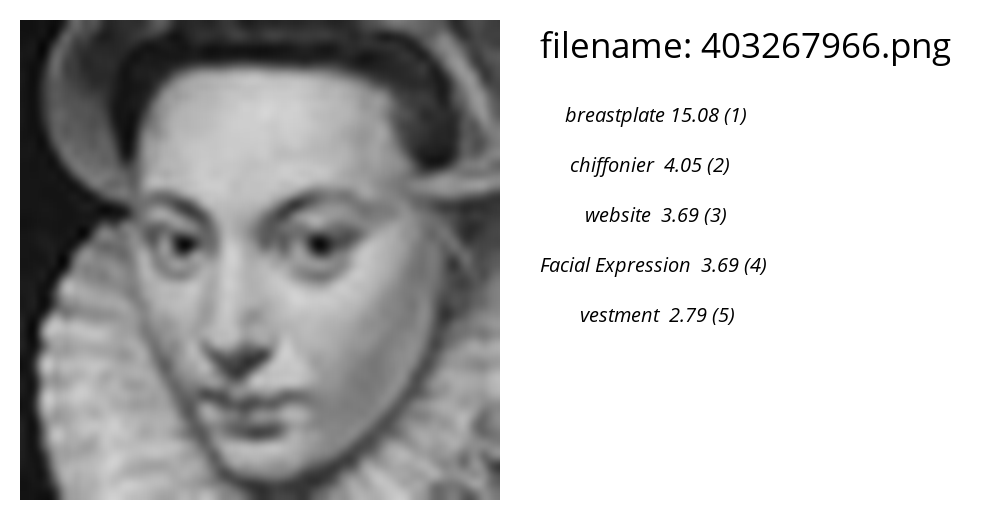 filename: 403267966.png
breastplate 15.08 (1)
chiffonier 4.05 (2)
website 3.69 (3)
Facial Expression 3.69 (4)
vestment 2.79 (5)